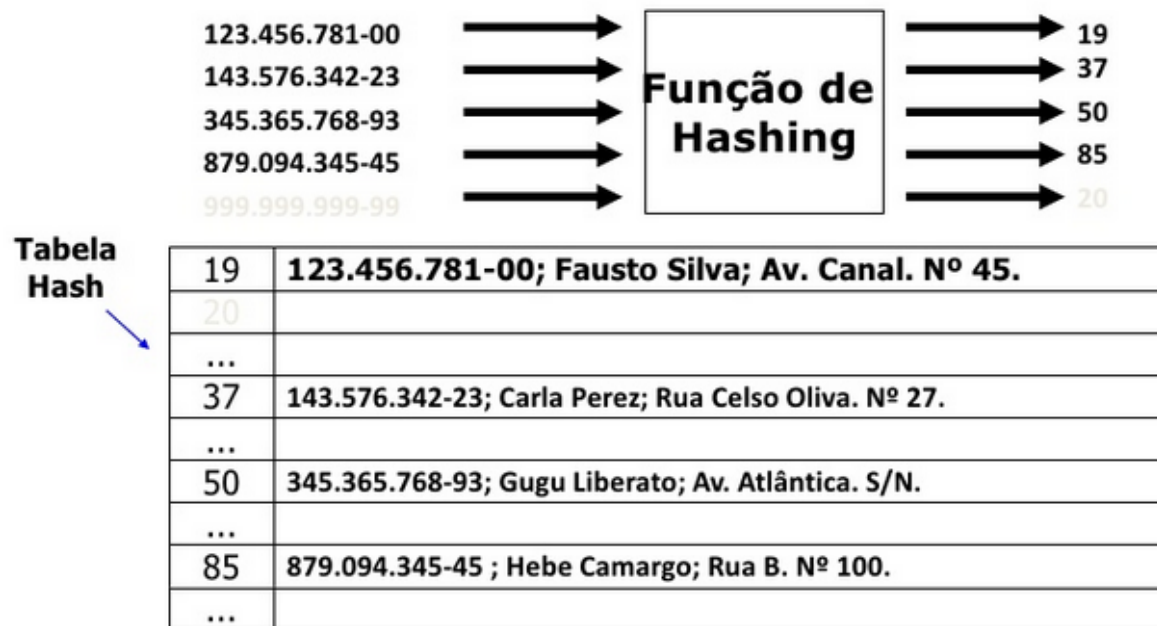 123.456.781-00
19
143.576.342-23
37
345.365.768-93
50
879.094.345-45
85
999.999.999-99
20
Função de
Hashing
Tabela
Hash
19 123.456.781-00; Fausto Silva; Av. Canal. Nº 45.
20
...
37 143.576.342-23; Carla Perez; Rua Celso Oliva. Nº 27.
...
50 345.365.768-93; Gugu Liberato; Av. Atlântica. S/N.
...
85 879.094.345-45 ; Hebe Camargo; Rua B. Nº 100.
...